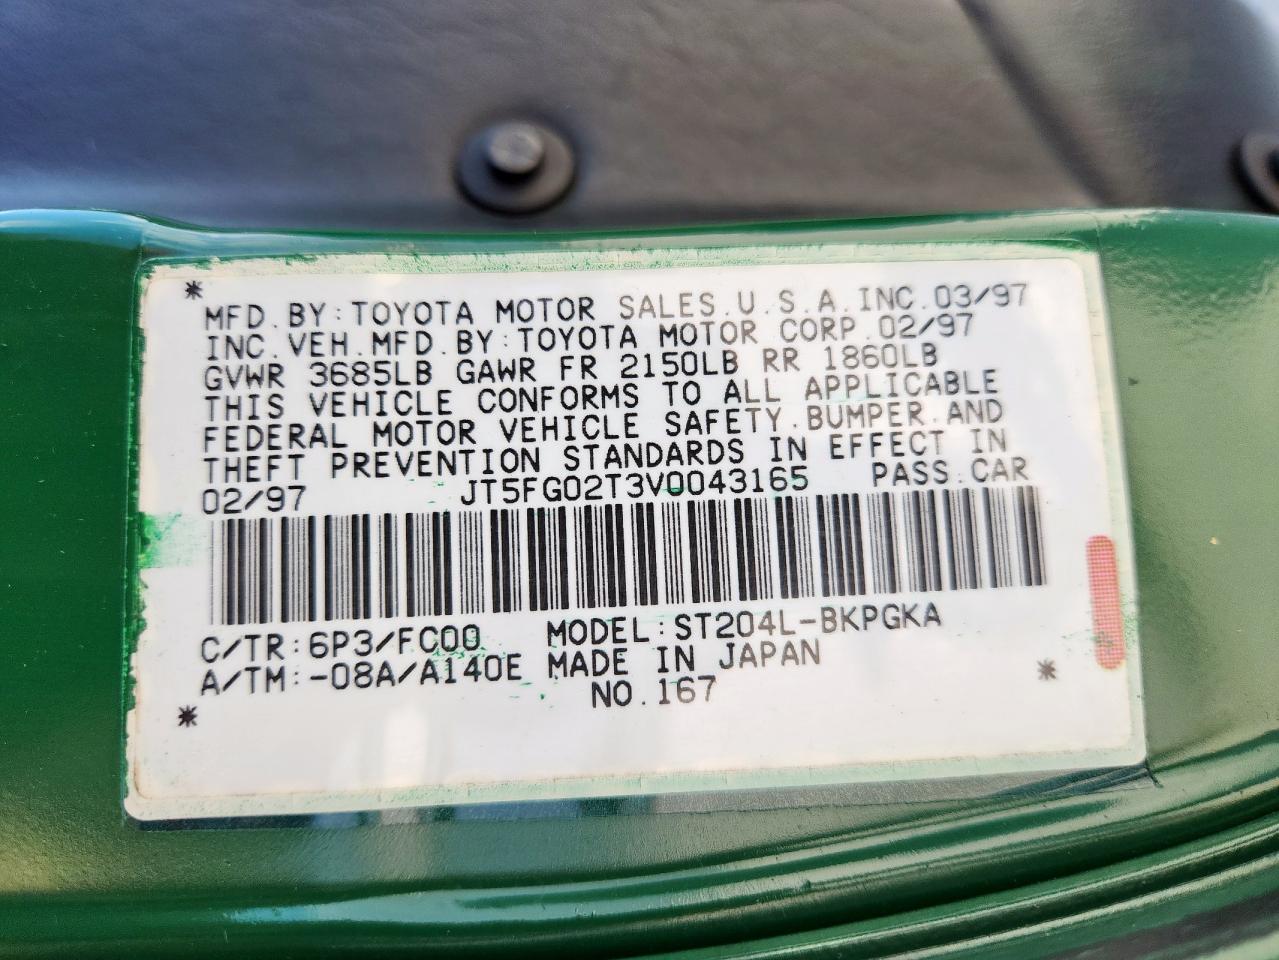 *
MFD. BY: TOYOTA MOTOR SALES. U.S.A. INC. 03/97
INC. VEH. MFD. BY: TOYOTA MOTOR CORP. 02/97
GVWR 3685LB GAWR FR 2150LB RR 1860LB
THIS VEHICLE CONFORMS TO ALL APPLICABLE
FEDERAL MOTOR VEHICLE SAFETY. BUMPER. AND
THEFT PREVENTION STANDARDS IN EFFECT IN
02/97 JT5FG02T3V0043165 PASS. CAR
C/TR: 6P3/FC00 MODEL: ST204L-BKPGKA
A/TM: -08A/A140E MADE IN JAPAN *
* NO. 167